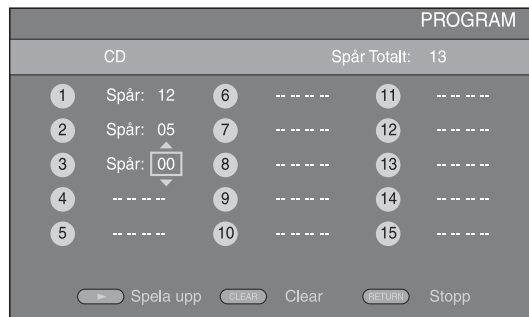 PROGRAM
CD Spår Totalt: 13
1 Spår: 12 6 -- -- -- -- 11 -- -- -- --
2 Spår: 05 7 -- -- -- -- 12 -- -- -- --
3 Spår: 00 8 -- -- -- -- 13 -- -- -- --
4 -- -- -- -- 9 -- -- -- -- 14 -- -- -- --
5 -- -- -- -- 10 -- -- -- -- 15 -- -- -- --
Spela upp CLEAR Clear RETURN Stopp